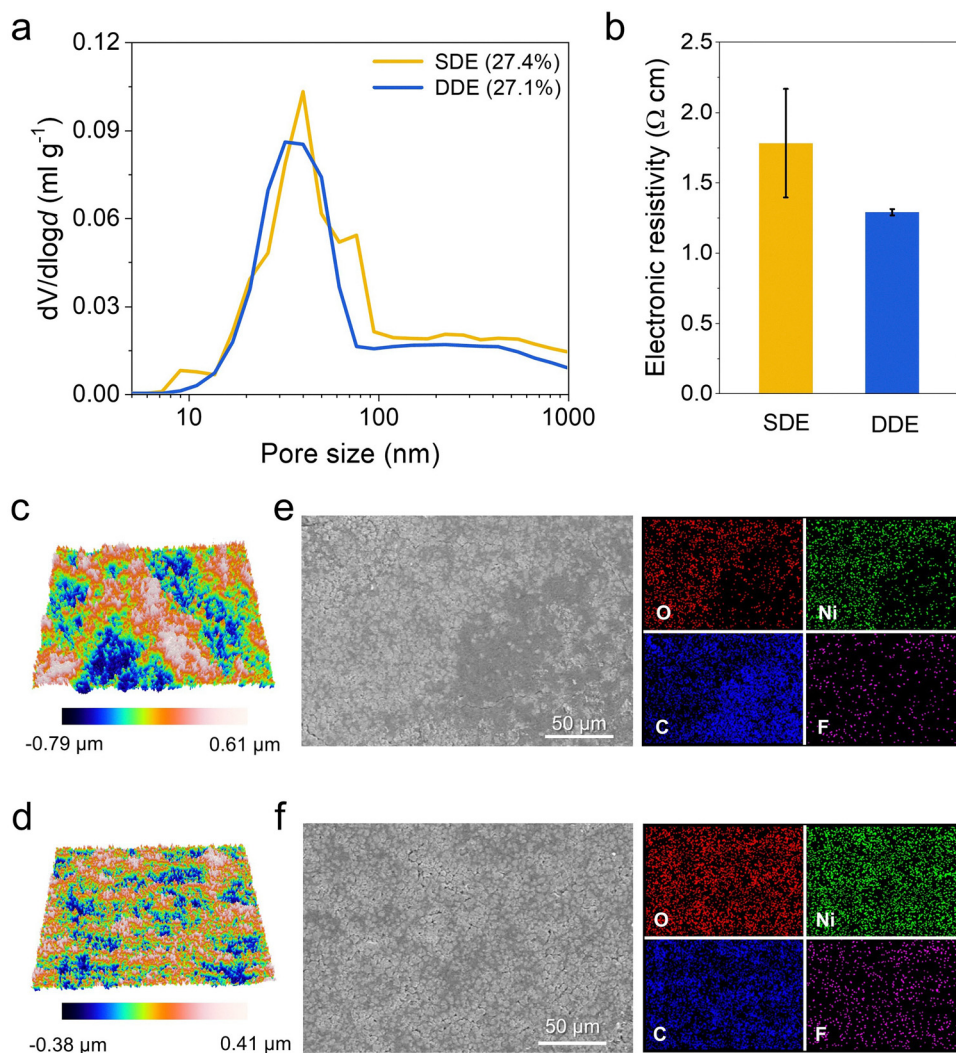 a
0.12
0.09
0.06
0.03
0.00
dV/dlogd (ml g⁻¹)
SDE (27.4%)
DDE (27.1%)
10
100
1000
Pore size (nm)
b
2.5
2.0
1.5
1.0
0.5
0.0
Electronic resistivity (Ω cm)
SDE
DDE
c
-0.79 µm
0.61 µm
e
50 µm
O
Ni
C
F
d
-0.38 µm
0.41 µm
f
50 µm
O
Ni
C
F